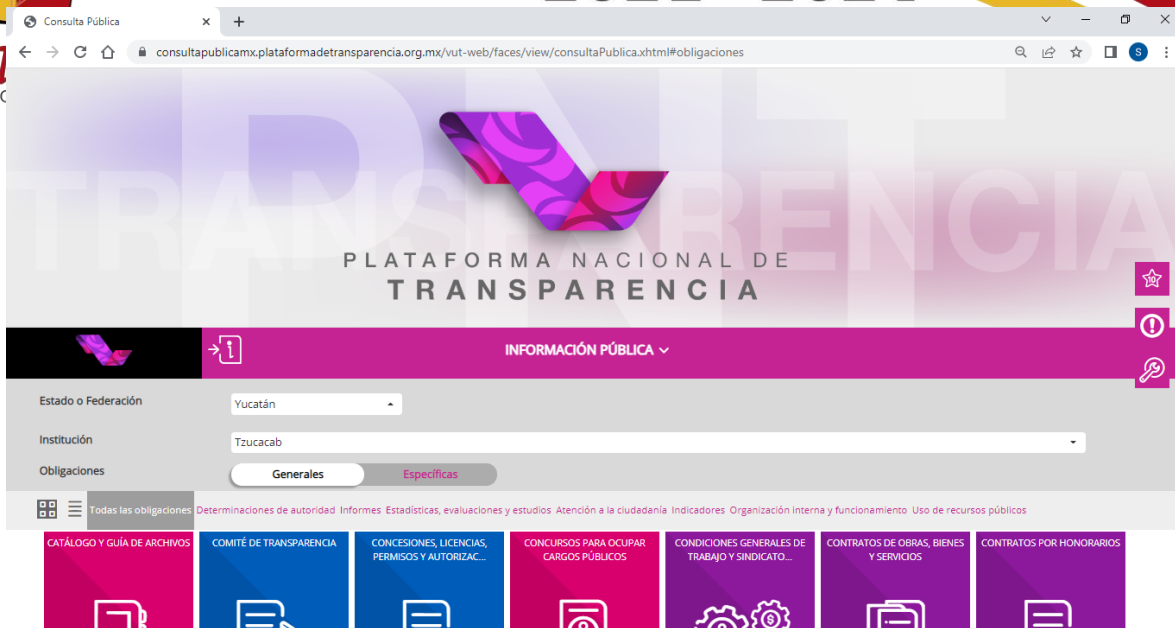 Consulta Pública
consultapublicamx.plataformadetransparencia.org.mx/vut-web/faces/view/consultaPublica.xhtml#obligaciones
S
PNT
TRANSPARENCIA
PLATAFORMA NACIONAL DE
TRANSPARENCIA
INFORMACIÓN PÚBLICA
Estado o Federación
Yucatán
Institución
Tzucacab
Obligaciones
Generales Específicas
Todas las obligaciones Determinaciones de autoridad Informes Estadísticas, evaluaciones y estudios Atención a la ciudadanía Indicadores Organización interna y funcionamiento Uso de recursos públicos
CATÁLOGO Y GUÍA DE ARCHIVOS
COMITÉ DE TRANSPARENCIA
CONCESIONES, LICENCIAS,
PERMISOS Y AUTORIZAC...
CONCURSOS PARA OCUPAR
CARGOS PÚBLICOS
CONDICIONES GENERALES DE
TRABAJO Y SINDICATO...
CONTRATOS DE OBRAS, BIENES
Y SERVICIOS
CONTRATOS POR HONORARIOS